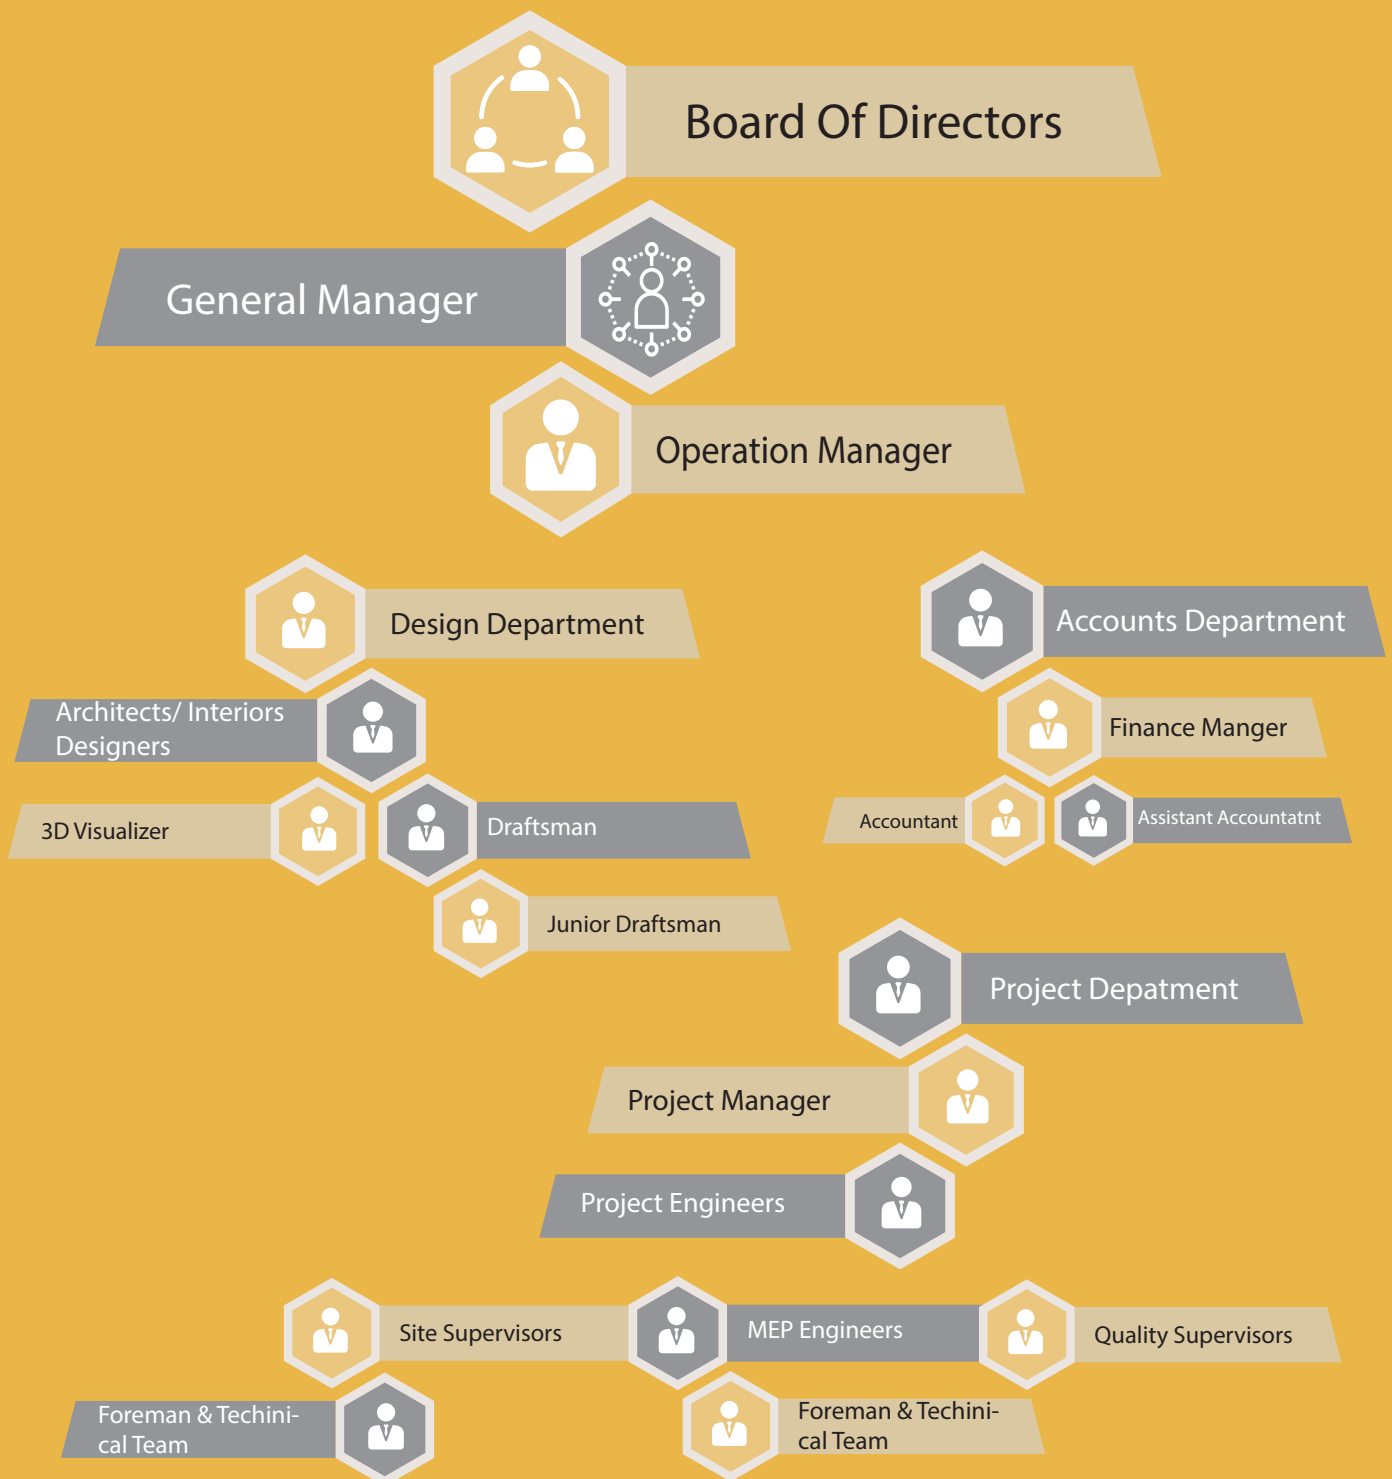 Board Of Directors
General Manager
Operation Manager
Design Department
Accounts Department
Architects/ Interiors
Designers
Finance Manger
3D Visualizer
Draftsman
Accountant
Assistant Accountatnt
Junior Draftsman
Project Depatment
Project Manager
Project Engineers
Site Supervisors
MEP Engineers
Quality Supervisors
Foreman & Techini-
cal Team
Foreman & Techini-
cal Team